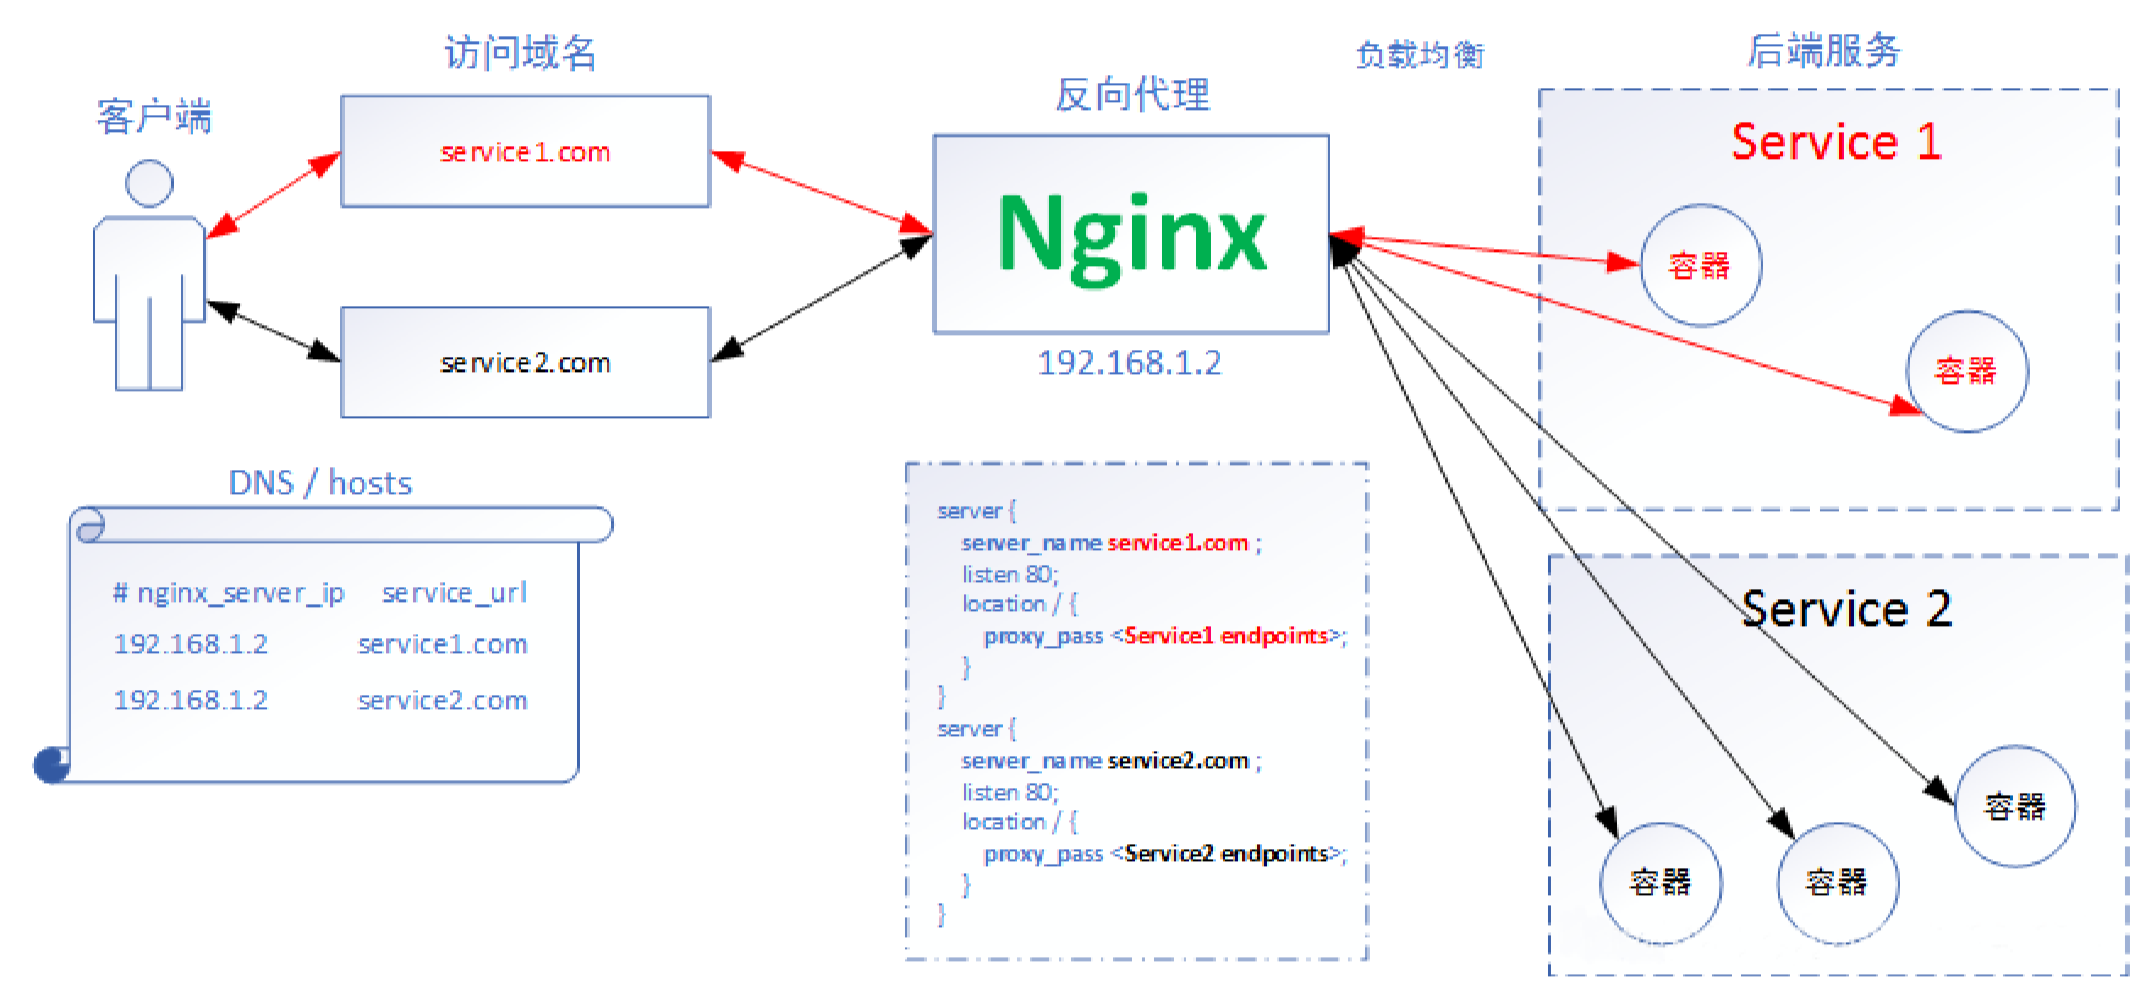 客户端
访问域名
service1.com
service2.com
反向代理
Nginx
192.168.1.2
负载均衡
后端服务
Service 1
容器
容器
Service 2
容器
容器
容器
DNS / hosts
# nginx_server_ip service_url
192.168.1.2 service1.com
192.168.1.2 service2.com
server {
server_name service1.com ;
listen 80;
location / {
proxy_pass <Service1 endpoints>;
}
}
server {
server_name service2.com ;
listen 80;
location / {
proxy_pass <Service2 endpoints>;
}
}